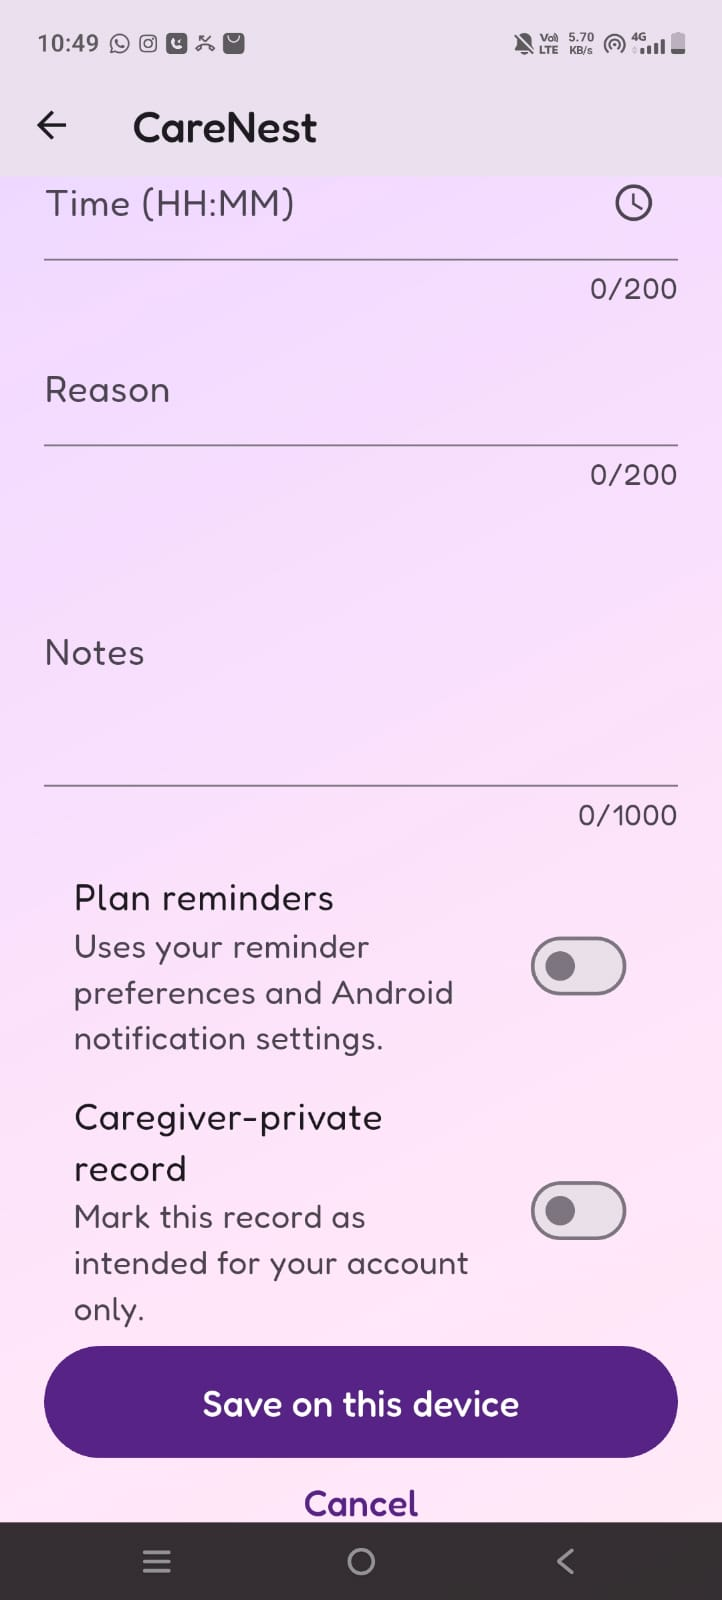 10:49
Vo) LTE 5.70 KB/s 4G
CareNest
Time (HH:MM)
0/200
Reason
0/200
Notes
0/1000
Plan reminders
Uses your reminder
preferences and Android
notification settings.
Caregiver-private
record
Mark this record as
intended for your account
only.
Save on this device
Cancel